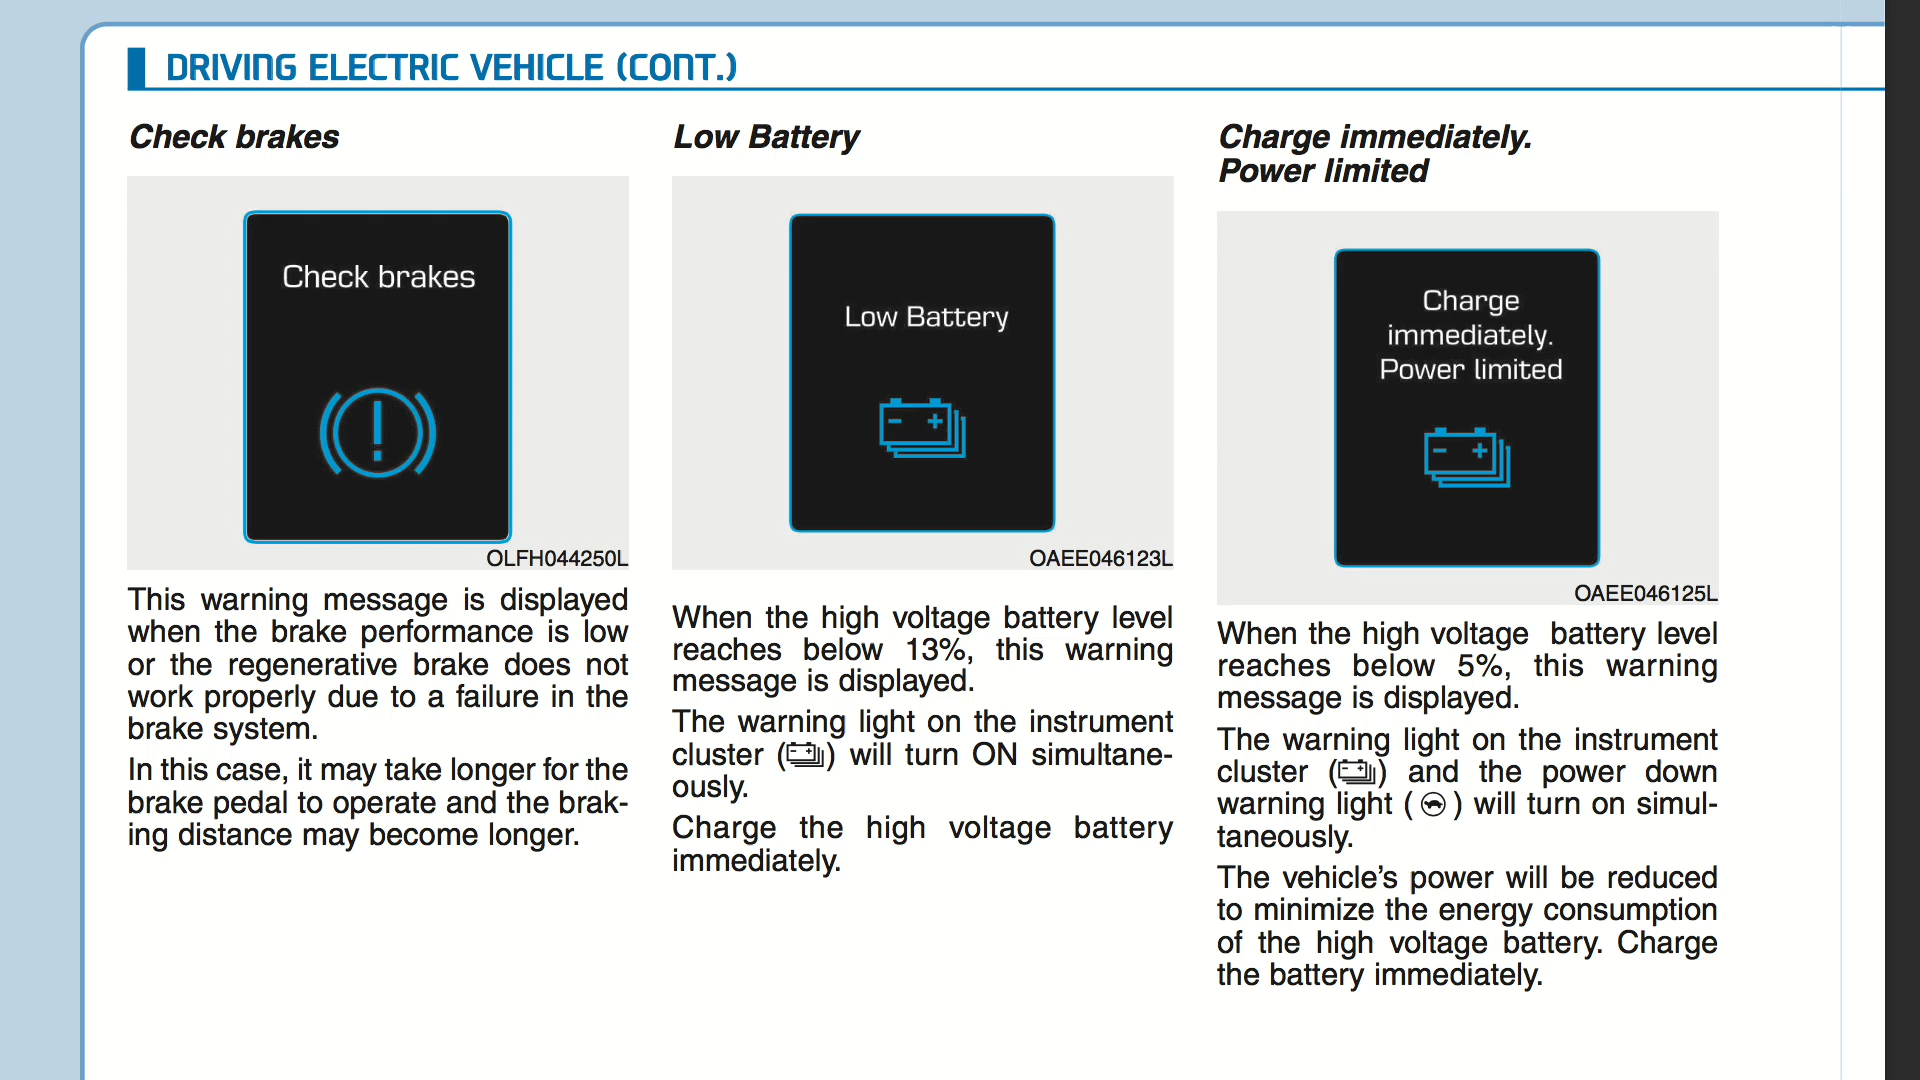 DRIVING ELECTRIC VEHICLE (CONT.)
Check brakes
Check brakes
OLFH044250L
This warning message is displayed
when the brake performance is low
or the regenerative brake does not
work properly due to a failure in the
brake system.
In this case, it may take longer for the
brake pedal to operate and the brak-
ing distance may become longer.
Low Battery
Low Battery
OAEE046123L
When the high voltage battery level
reaches below 13%, this warning
message is displayed.
The warning light on the instrument
cluster ( ) will turn ON simultane-
ously.
Charge the high voltage battery
immediately.
Charge immediately.
Power limited
Charge
immediately.
Power limited
OAEE046125L
When the high voltage battery level
reaches below 5%, this warning
message is displayed.
The warning light on the instrument
cluster ( ) and the power down
warning light ( ) will turn on simul-
taneously.
The vehicle’s power will be reduced
to minimize the energy consumption
of the high voltage battery. Charge
the battery immediately.